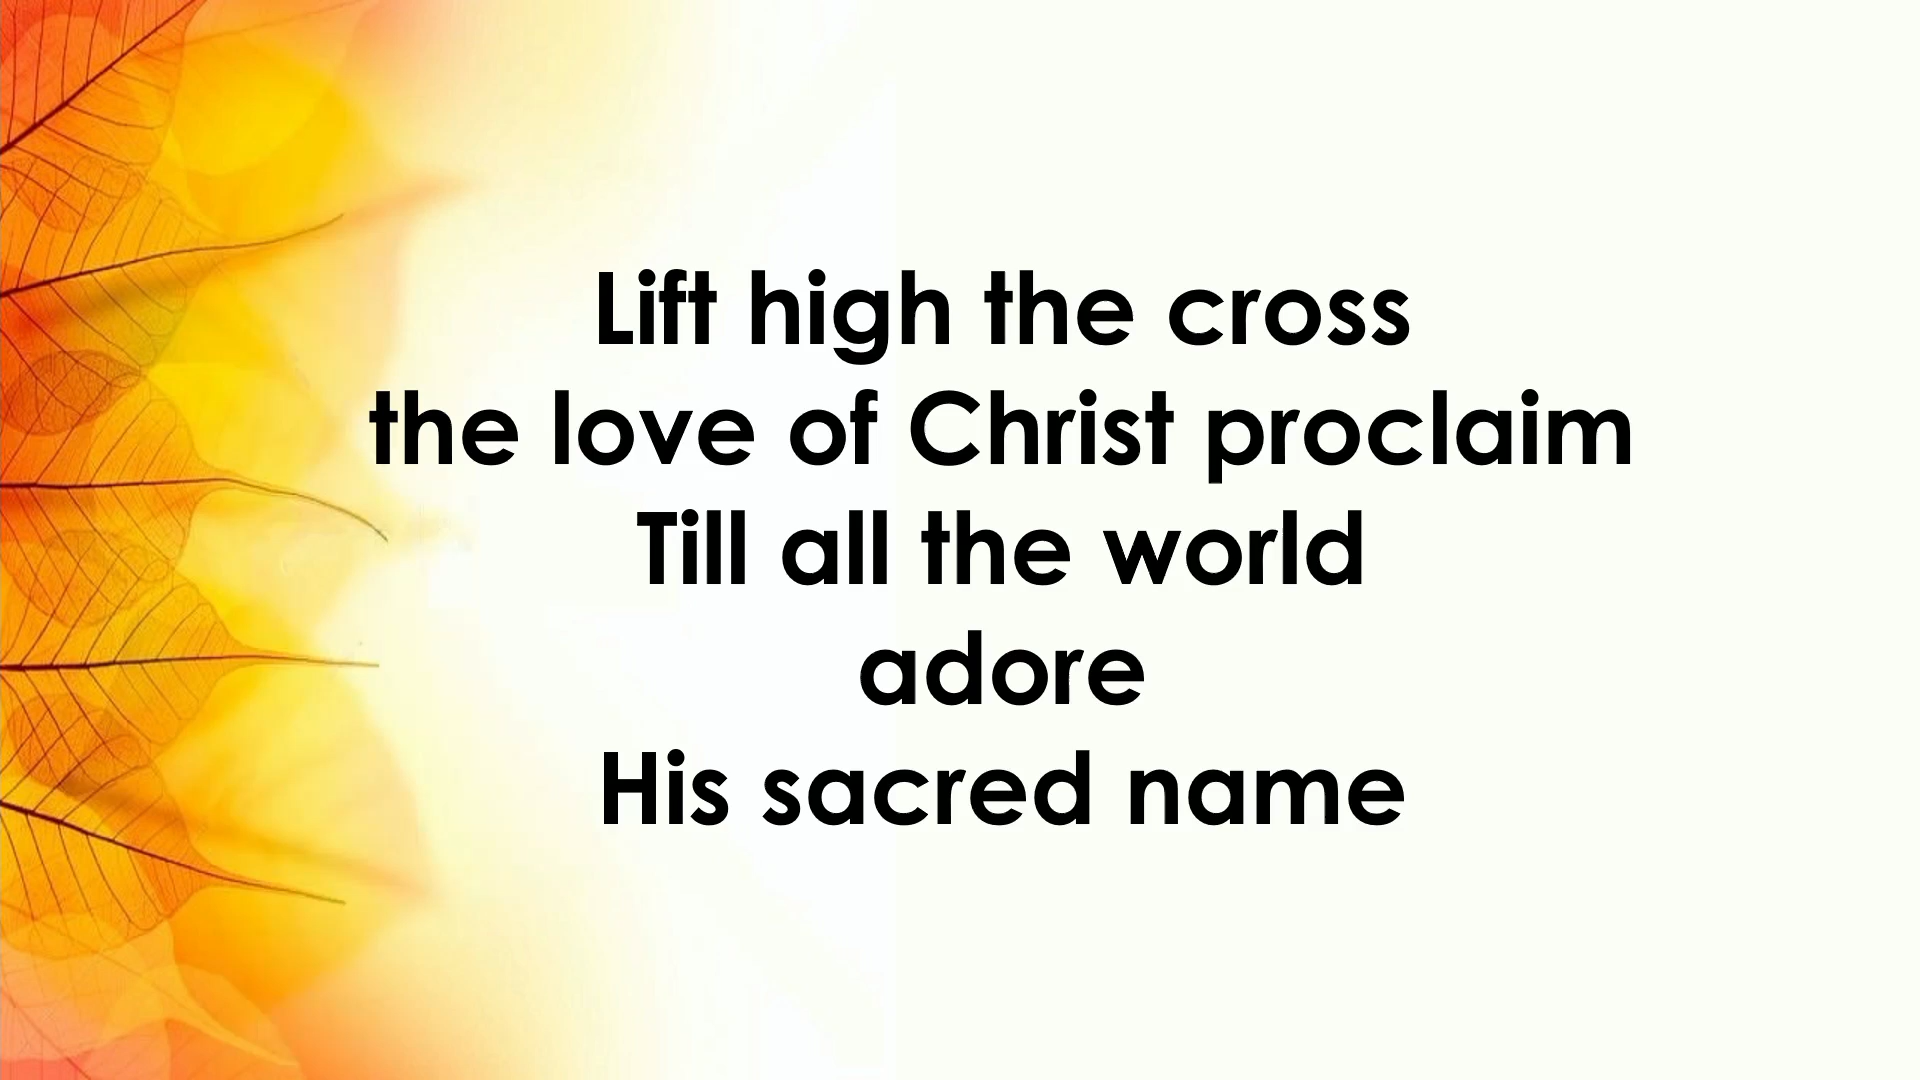 Lift high the cross
the love of Christ proclaim
Till all the world
adore
His sacred name